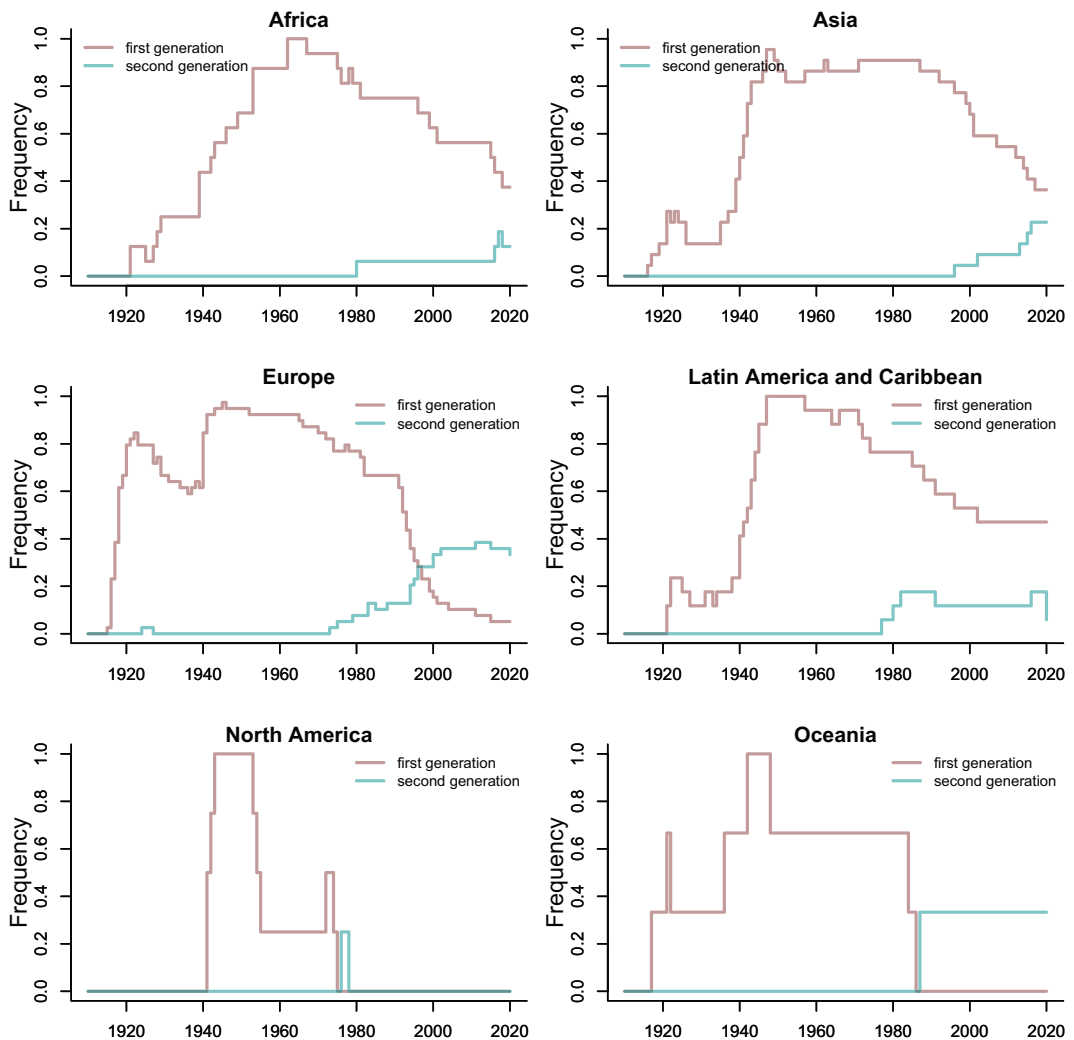 Africa
first generation
second generation
Frequency
0.0 0.2 0.4 0.6 0.8 1.0
1920 1940 1960 1980 2000 2020
Asia
first generation
second generation
Frequency
0.0 0.2 0.4 0.6 0.8 1.0
1920 1940 1960 1980 2000 2020
Europe
first generation
second generation
Frequency
0.0 0.2 0.4 0.6 0.8 1.0
1920 1940 1960 1980 2000 2020
Latin America and Caribbean
first generation
second generation
Frequency
0.0 0.2 0.4 0.6 0.8 1.0
1920 1940 1960 1980 2000 2020
North America
first generation
second generation
Frequency
0.0 0.2 0.4 0.6 0.8 1.0
1920 1940 1960 1980 2000 2020
Oceania
first generation
second generation
Frequency
0.0 0.2 0.4 0.6 0.8 1.0
1920 1940 1960 1980 2000 2020